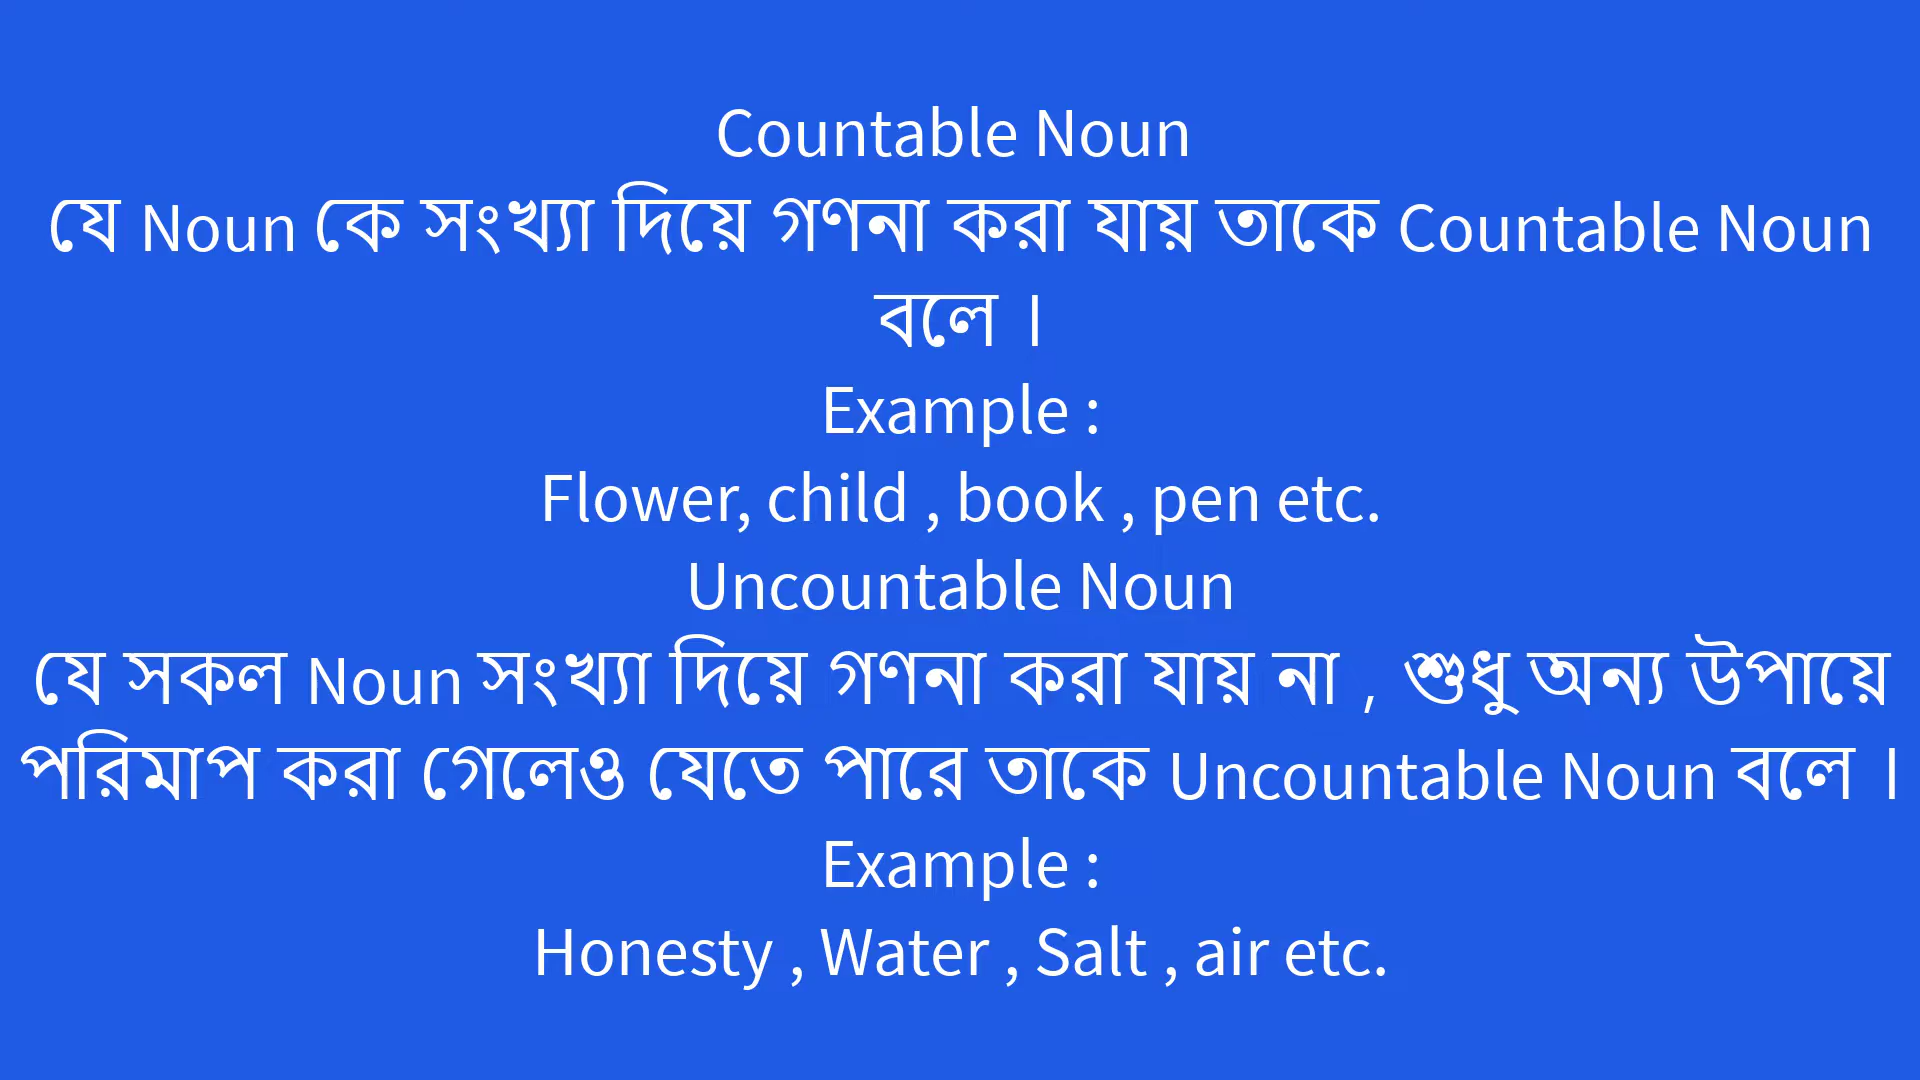 Countable Noun
যে Noun কে সংখ্যা দিয়ে গণনা করা যায় তাকে Countable Noun
বলে ।
Example :
Flower, child , book , pen etc.
Uncountable Noun
যে সকল Noun সংখ্যা দিয়ে গণনা করা যায় না , শুধু অন্য উপায়ে
পরিমাপ করা গেলেও যেতে পারে তাকে Uncountable Noun বলে ।
Example :
Honesty , Water , Salt , air etc.